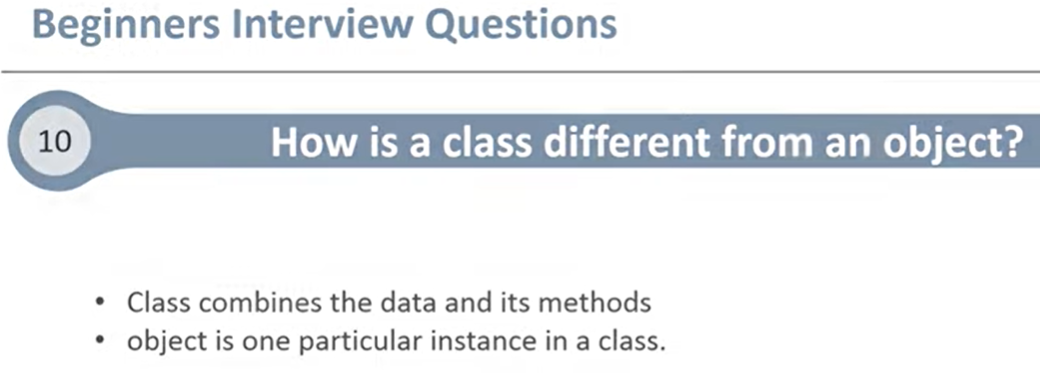 Beginners Interview Questions
10
How is a class different from an object?
• Class combines the data and its methods
• object is one particular instance in a class.